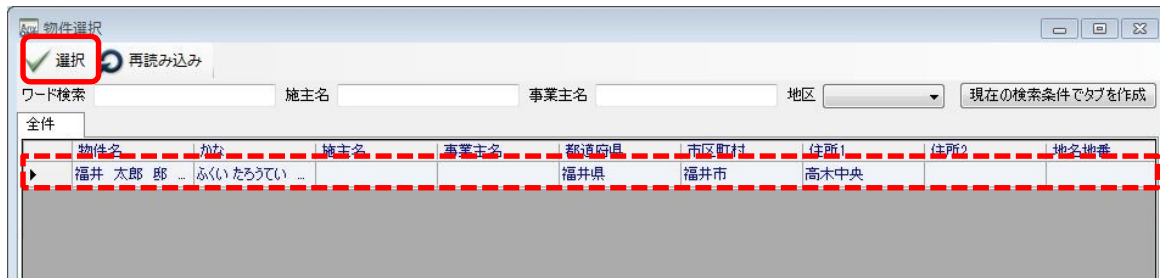 物件選択
選択 再読み込み
ワード検索 施主名 事業主名 地区 現在の検索条件でタブを作成
全件
物件名 かな 施主名 事業主名 都道府県 市区町村 住所1 住所2 地名地番
福井 太郎 邸 ... ふくい たろうてい ... 福井県 福井市 高木中央